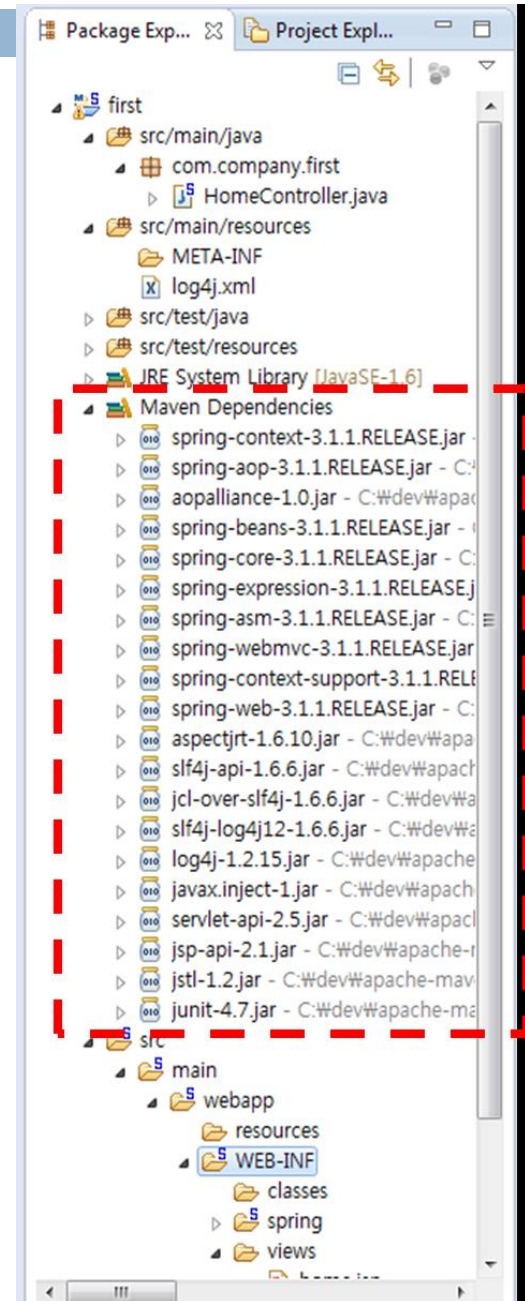 Package Exp... Project Expl...
first
src/main/java
com.company.first
HomeController.java
src/main/resources
META-INF
log4j.xml
src/test/java
src/test/resources
JRE System Library [JavaSE-1.6]
Maven Dependencies
spring-context-3.1.1.RELEASE.jar -
spring-aop-3.1.1.RELEASE.jar - C:₩
aopalliance-1.0.jar - C:₩dev₩apac
spring-beans-3.1.1.RELEASE.jar -
spring-core-3.1.1.RELEASE.jar - C:
spring-expression-3.1.1.RELEASE.j
spring-asm-3.1.1.RELEASE.jar - C:
spring-webmvc-3.1.1.RELEASE.jar
spring-context-support-3.1.1.RELE
spring-web-3.1.1.RELEASE.jar - C:
aspectjrt-1.6.10.jar - C:₩dev₩apa
slf4j-api-1.6.6.jar - C:₩dev₩apach
jcl-over-slf4j-1.6.6.jar - C:₩dev₩a
slf4j-log4j12-1.6.6.jar - C:₩dev₩a
log4j-1.2.15.jar - C:₩dev₩apache
javax.inject-1.jar - C:₩dev₩apach
servlet-api-2.5.jar - C:₩dev₩apacl
jsp-api-2.1.jar - C:₩dev₩apache-r
jstl-1.2.jar - C:₩dev₩apache-mav
junit-4.7.jar - C:₩dev₩apache-ma
src
main
webapp
resources
WEB-INF
classes
spring
views